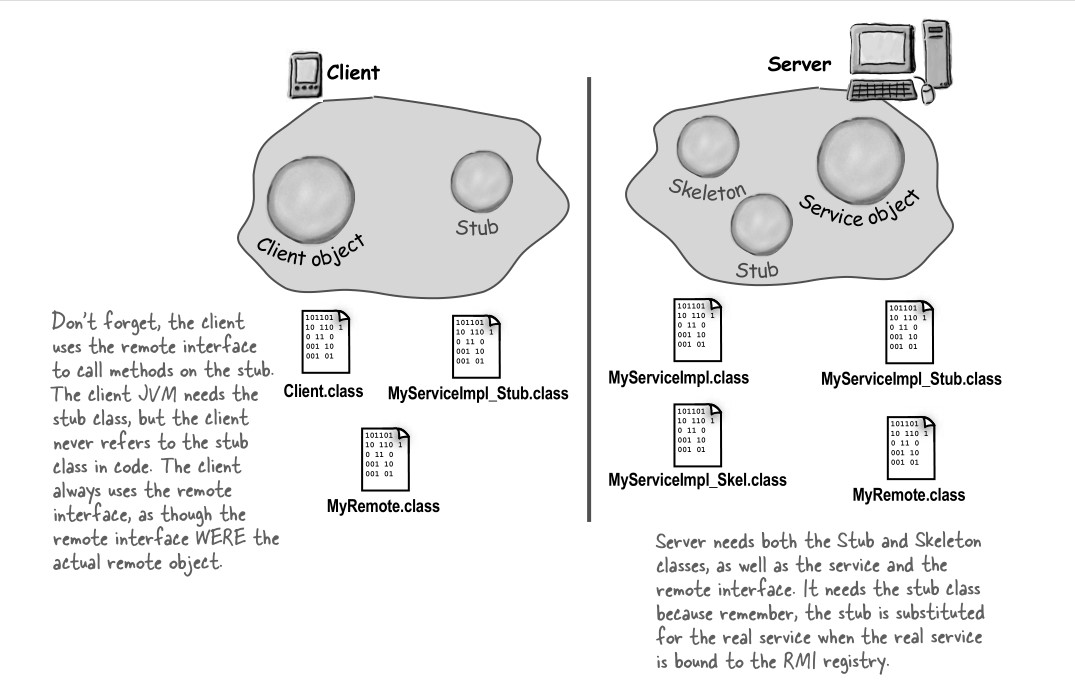 Client
Server
Client object
Stub
Skeleton
Service object
Stub
101101
10 110 1
0 11 0
001 10
001 01
Client.class
101101
10 110 1
0 11 0
001 10
001 01
MyServiceImpl_Stub.class
101101
10 110 1
0 11 0
001 10
001 01
MyRemote.class
Don't forget, the client
uses the remote interface
to call methods on the stub.
The client JVM needs the
stub class, but the client
never refers to the stub
class in code. The client
always uses the remote
interface, as though the
remote interface WERE the
actual remote object.
101101
10 110 1
0 11 0
001 10
001 01
MyServiceImpl.class
101101
10 110 1
0 11 0
001 10
001 01
MyServiceImpl_Stub.class
101101
10 110 1
0 11 0
001 10
001 01
MyServiceImpl_Skel.class
101101
10 110 1
0 11 0
001 10
001 01
MyRemote.class
Server needs both the Stub and Skeleton
classes, as well as the service and the
remote interface. It needs the stub class
because remember, the stub is substituted
for the real service when the real service
is bound to the RMI registry.